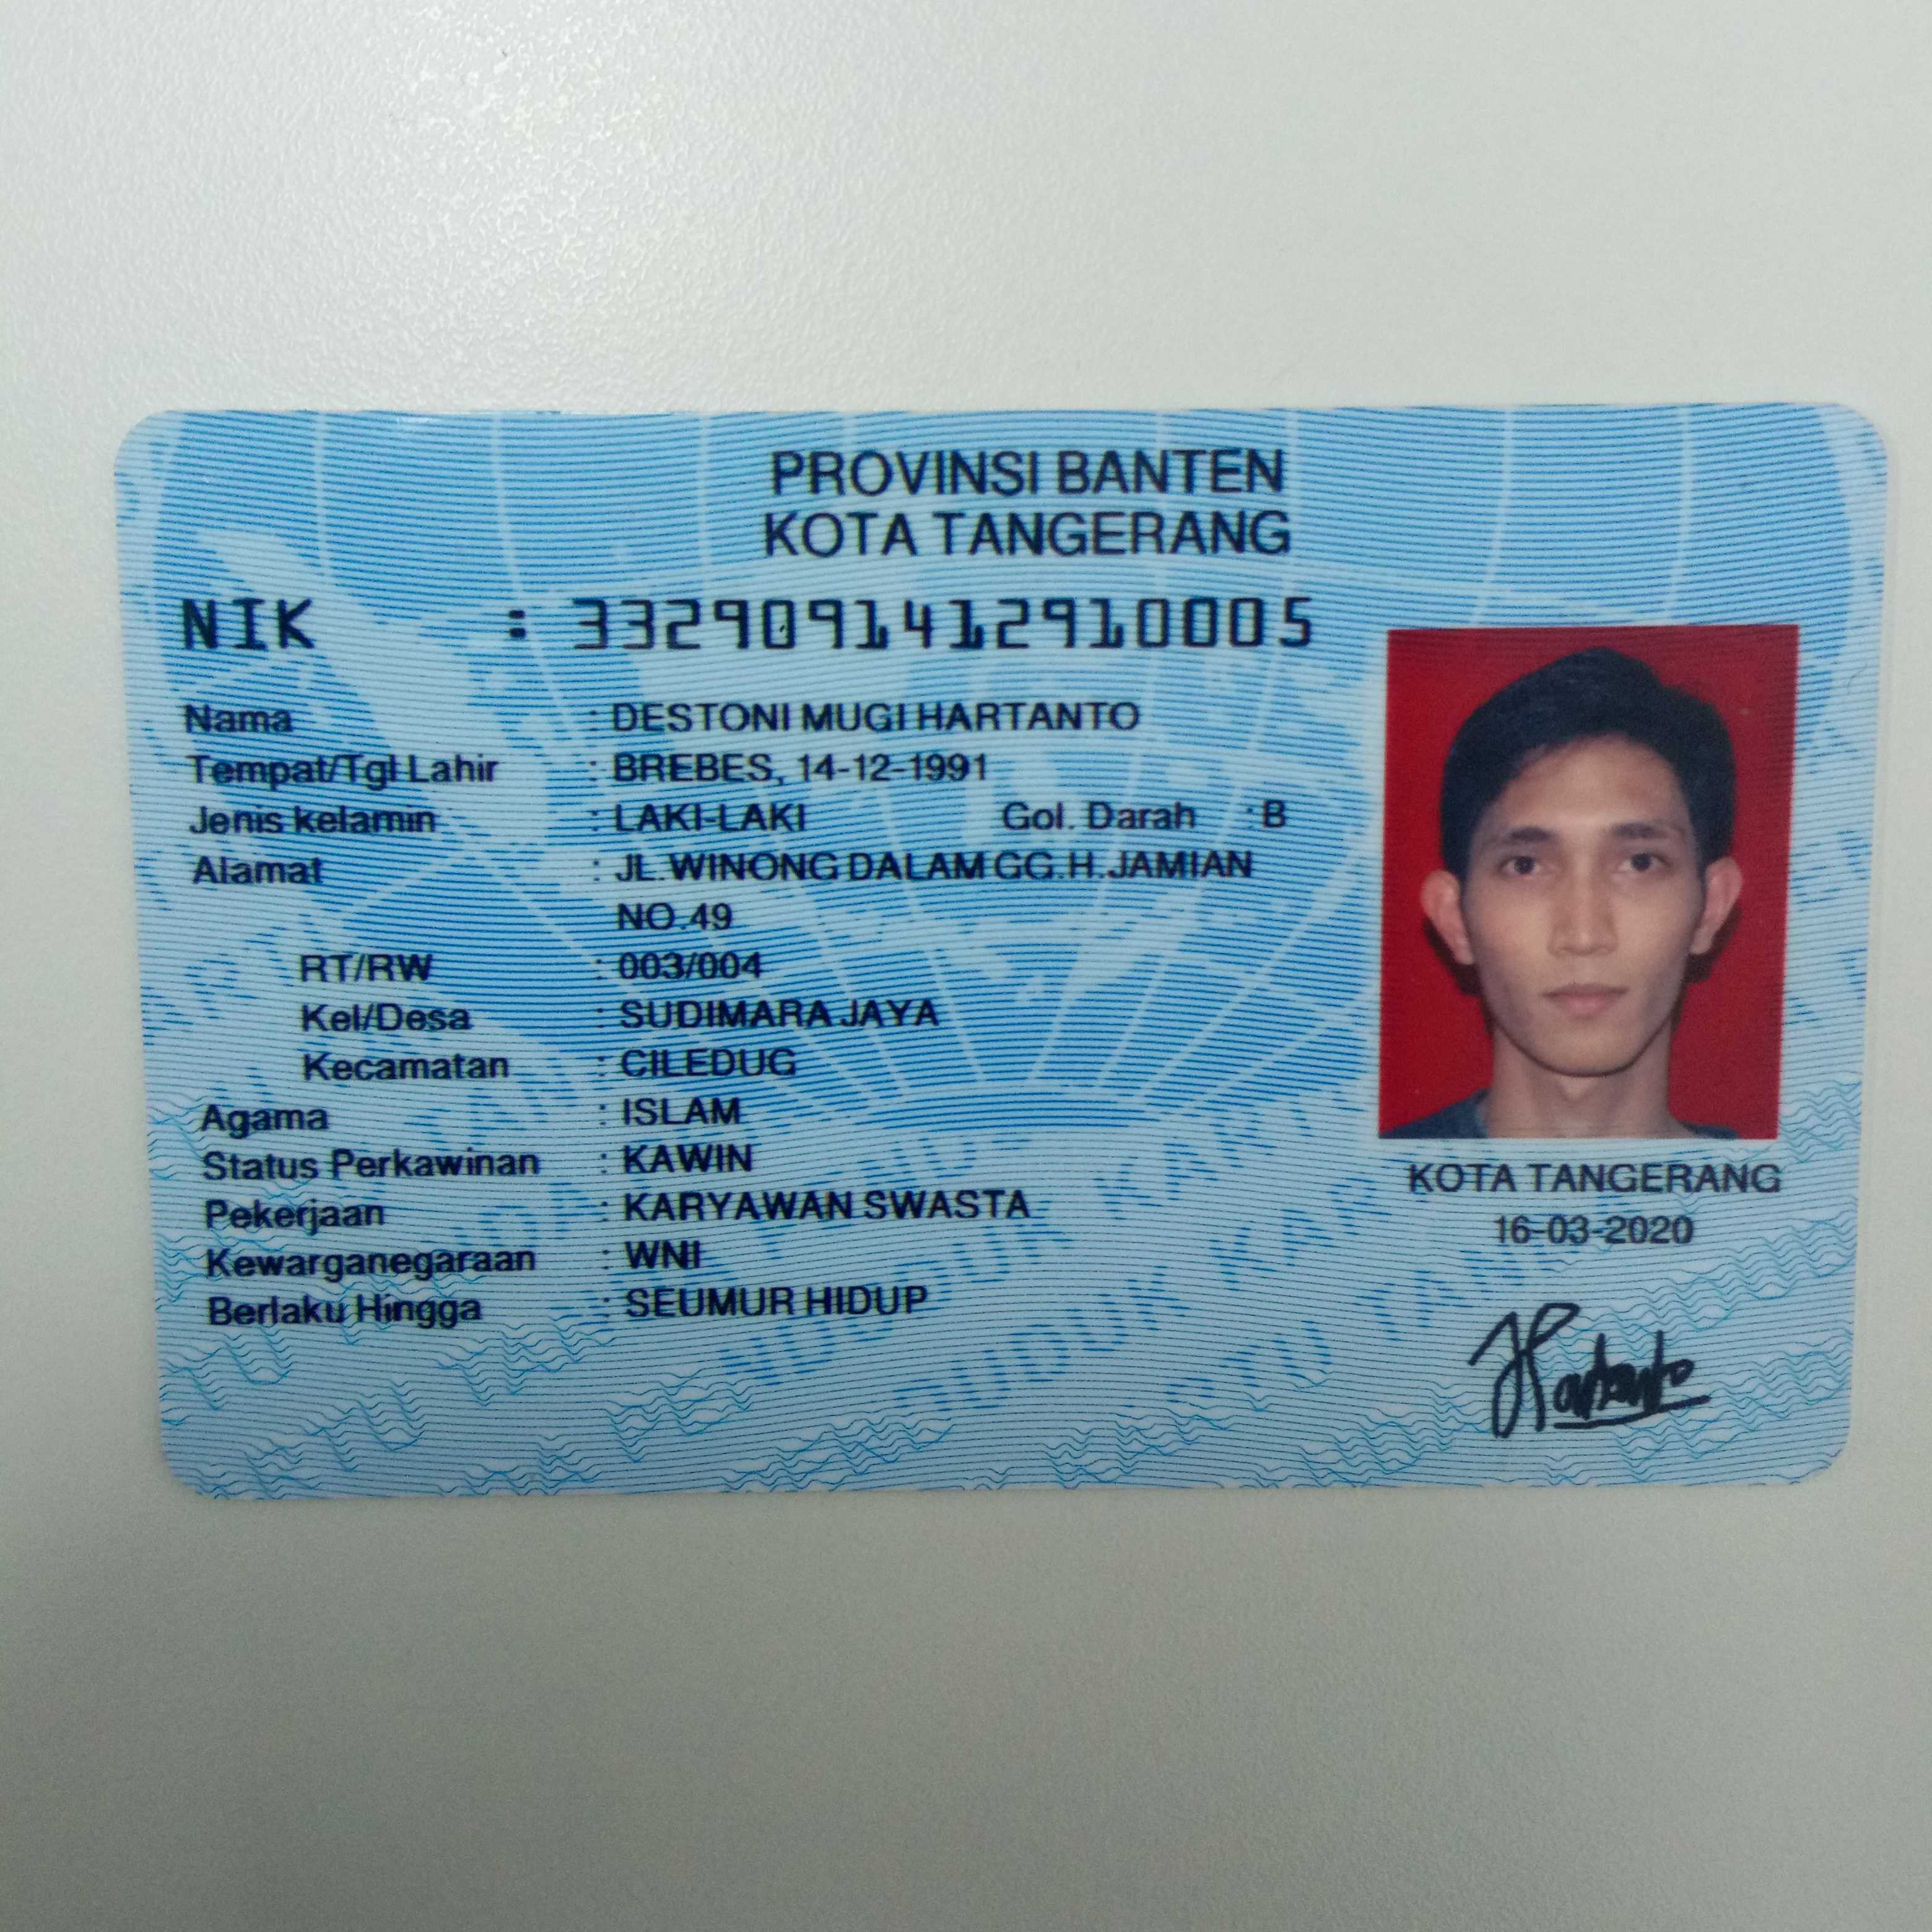 PROVINSI BANTEN
KOTA TANGERANG
NIK : 3329091412910005
Nama : DESTONI MUGI HARTANTO
Tempat/Tgl Lahir : BREBES, 14-12-1991
Jenis kelamin : LAKI-LAKI Gol. Darah : B
Alamat : JL.WINONG DALAM GG.H.JAMIAN
NO.49
RT/RW : 003/004
Kel/Desa : SUDIMARA JAYA
Kecamatan : CILEDUG
Agama : ISLAM
Status Perkawinan : KAWIN
Pekerjaan : KARYAWAN SWASTA
Kewarganegaraan : WNI
Berlaku Hingga : SEUMUR HIDUP
KOTA TANGERANG
16-03-2020
Hartanto